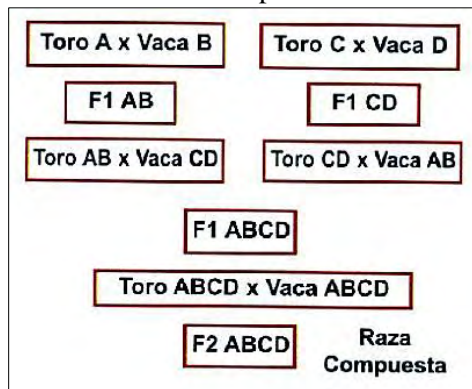 Toro A x Vaca B
Toro C x Vaca D
F1 AB
F1 CD
Toro AB x Vaca CD
Toro CD x Vaca AB
F1 ABCD
Toro ABCD x Vaca ABCD
F2 ABCD
Raza
Compuesta